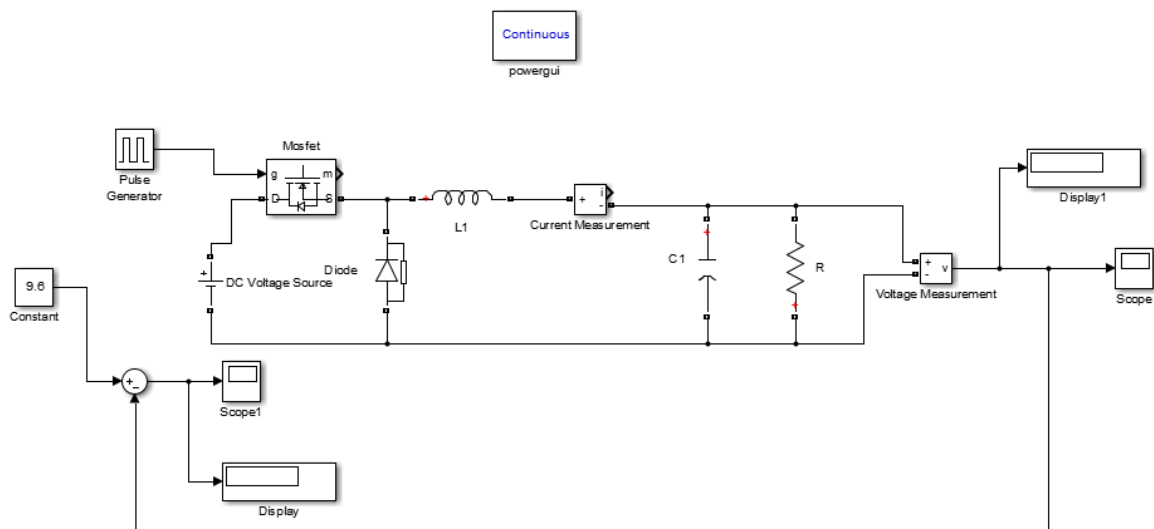 Continuous
powergui
Mosfet
g
m
D
S
Pulse
Generator
L1
+
i
-
Current Measurement
Display1
+
DC Voltage Source
Diode
C1
R
+
-
v
Voltage Measurement
Scope
9.6
Constant
+
-
Scope1
Display